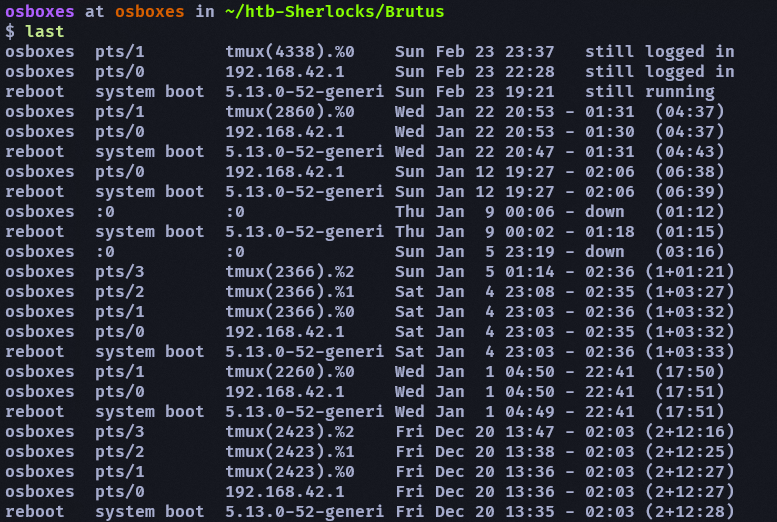 osboxes at osboxes in ~/htb-Sherlocks/Brutus
$ last
osboxes  pts/1        tmux(4338).%0    Sun Feb 23 23:37   still logged in
osboxes  pts/0        192.168.42.1     Sun Feb 23 22:28   still logged in
reboot   system boot  5.13.0-52-generi Sun Feb 23 19:21   still running
osboxes  pts/1        tmux(2860).%0    Wed Jan 22 20:53 - 01:31  (04:37)
osboxes  pts/0        192.168.42.1     Wed Jan 22 20:53 - 01:30  (04:37)
reboot   system boot  5.13.0-52-generi Wed Jan 22 20:47 - 01:31  (04:43)
osboxes  pts/0        192.168.42.1     Sun Jan 12 19:27 - 02:06  (06:38)
reboot   system boot  5.13.0-52-generi Sun Jan 12 19:27 - 02:06  (06:39)
osboxes  :0           :0               Thu Jan  9 00:06 - down   (01:12)
reboot   system boot  5.13.0-52-generi Thu Jan  9 00:02 - 01:18  (01:15)
osboxes  :0           :0               Sun Jan  5 23:19 - down   (03:16)
osboxes  pts/3        tmux(2366).%2    Sun Jan  5 01:14 - 02:36 (1+01:21)
osboxes  pts/2        tmux(2366).%1    Sat Jan  4 23:08 - 02:35 (1+03:27)
osboxes  pts/1        tmux(2366).%0    Sat Jan  4 23:03 - 02:36 (1+03:32)
osboxes  pts/0        192.168.42.1     Sat Jan  4 23:03 - 02:35 (1+03:32)
reboot   system boot  5.13.0-52-generi Sat Jan  4 23:03 - 02:36 (1+03:33)
osboxes  pts/1        tmux(2260).%0    Wed Jan  1 04:50 - 22:41  (17:50)
osboxes  pts/0        192.168.42.1     Wed Jan  1 04:50 - 22:41  (17:51)
reboot   system boot  5.13.0-52-generi Wed Jan  1 04:49 - 22:41  (17:51)
osboxes  pts/3        tmux(2423).%2    Fri Dec 20 13:47 - 02:03 (2+12:16)
osboxes  pts/2        tmux(2423).%1    Fri Dec 20 13:38 - 02:03 (2+12:25)
osboxes  pts/1        tmux(2423).%0    Fri Dec 20 13:36 - 02:03 (2+12:27)
osboxes  pts/0        192.168.42.1     Fri Dec 20 13:36 - 02:03 (2+12:27)
reboot   system boot  5.13.0-52-generi Fri Dec 20 13:35 - 02:03 (2+12:28)